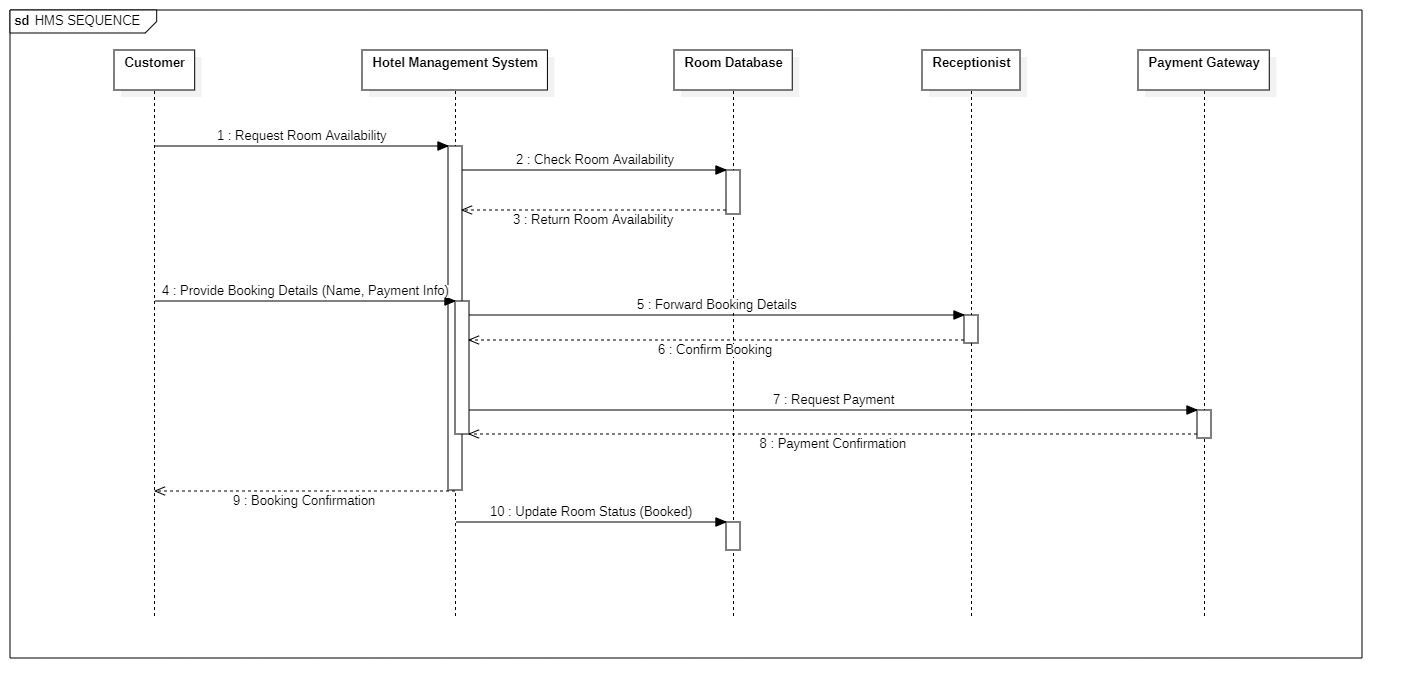 sd HMS SEQUENCE
Customer
Hotel Management System
Room Database
Receptionist
Payment Gateway
1 : Request Room Availability
2 : Check Room Availability
3 : Return Room Availability
4 : Provide Booking Details (Name, Payment Info)
5 : Forward Booking Details
6 : Confirm Booking
7 : Request Payment
8 : Payment Confirmation
9 : Booking Confirmation
10 : Update Room Status (Booked)